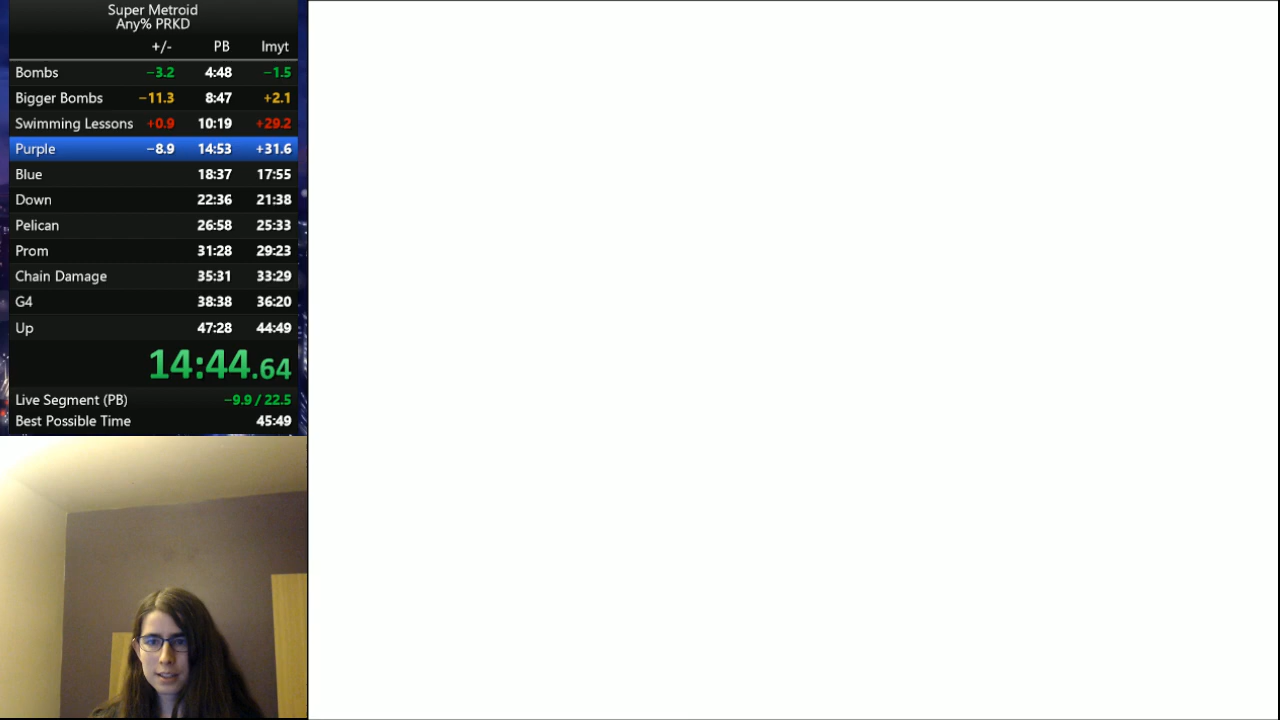 Super Metroid
Any% PRKD
+/- PB Imyt
Bombs −3.2 4:48 −1.5
Bigger Bombs −11.3 8:47 +2.1
Swimming Lessons +0.9 10:19 +29.2
Purple −8.9 14:53 +31.6
Blue 18:37 17:55
Down 22:36 21:38
Pelican 26:58 25:33
Prom 31:28 29:23
Chain Damage 35:31 33:29
G4 38:38 36:20
Up 47:28 44:49
14:44.64
Live Segment (PB) −9.9 / 22.5
Best Possible Time 45:49